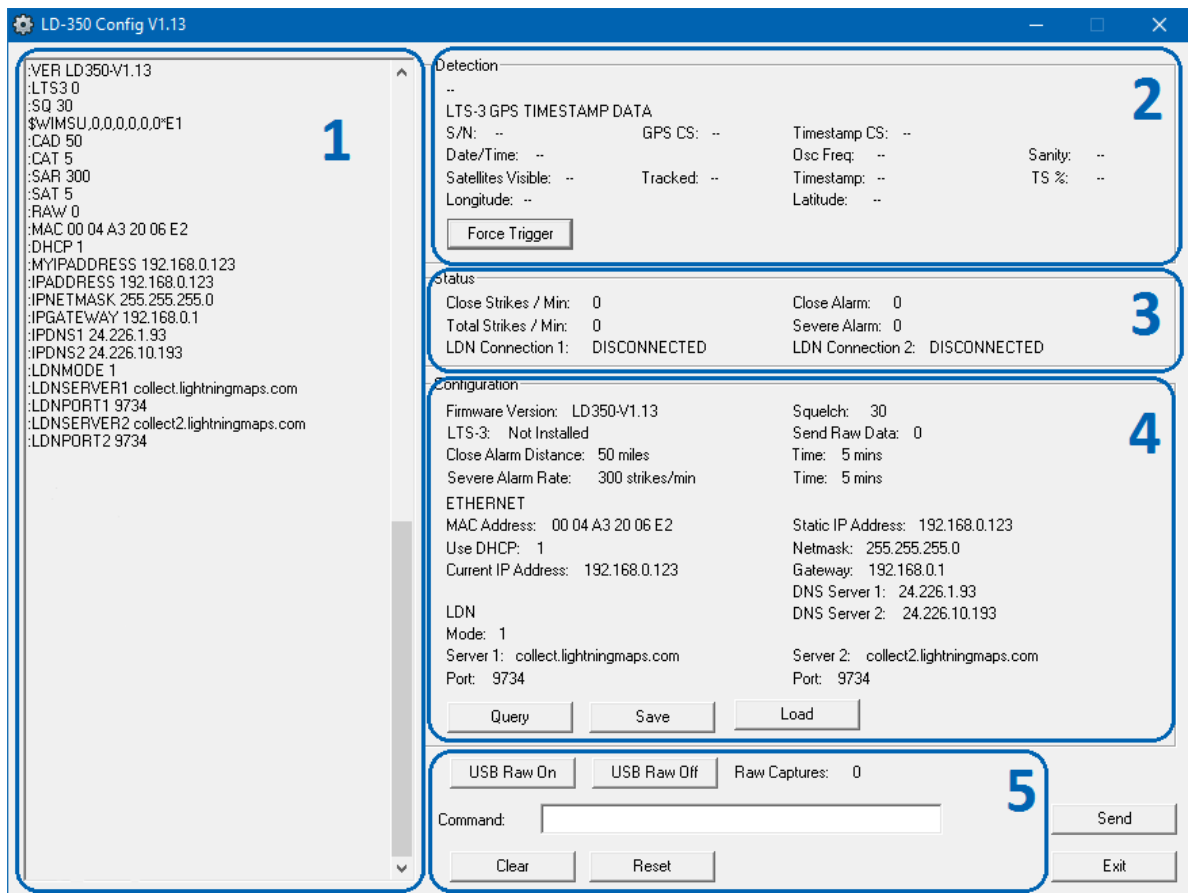 LD-350 Config V1.13
:VER LD350-V1.13
:LTS3 0
:SQ 30
$WIMSU,0,0,0,0,0,0*E1
:CAD 50
:CAT 5
:SAR 300
:SAT 5
:RAW 0
:MAC 00 04 A3 20 06 E2
:DHCP 1
:MYIPADDRESS 192.168.0.123
:IPADDRESS 192.168.0.123
:IPNETMASK 255.255.255.0
:IPGATEWAY 192.168.0.1
:IPDNS1 24.226.1.93
:IPDNS2 24.226.10.193
:LDNMODE 1
:LDNSERVER1 collect.lightningmaps.com
:LDNPORT1 9734
:LDNSERVER2 collect2.lightningmaps.com
:LDNPORT2 9734
1
Detection
--
LTS-3 GPS TIMESTAMP DATA
S/N: -- GPS CS: -- Timestamp CS: --
Date/Time: -- Osc Freq: -- Sanity: --
Satellites Visible: -- Tracked: -- Timestamp: -- TS %: --
Longitude: -- Latitude: --
Force Trigger
2
Status
Close Strikes / Min: 0 Close Alarm: 0
Total Strikes / Min: 0 Severe Alarm: 0
LDN Connection 1: DISCONNECTED LDN Connection 2: DISCONNECTED
3
Configuration
Firmware Version: LD350-V1.13 Squelch: 30
LTS-3: Not Installed Send Raw Data: 0
Close Alarm Distance: 50 miles Time: 5 mins
Severe Alarm Rate: 300 strikes/min Time: 5 mins
ETHERNET
MAC Address: 00 04 A3 20 06 E2 Static IP Address: 192.168.0.123
Use DHCP: 1 Netmask: 255.255.255.0
Current IP Address: 192.168.0.123 Gateway: 192.168.0.1
DNS Server 1: 24.226.1.93
LDN DNS Server 2: 24.226.10.193
Mode: 1
Server 1: collect.lightningmaps.com Server 2: collect2.lightningmaps.com
Port: 9734 Port: 9734
Query Save Load
4
USB Raw On USB Raw Off Raw Captures: 0
Command: Send
Clear Reset Exit
5